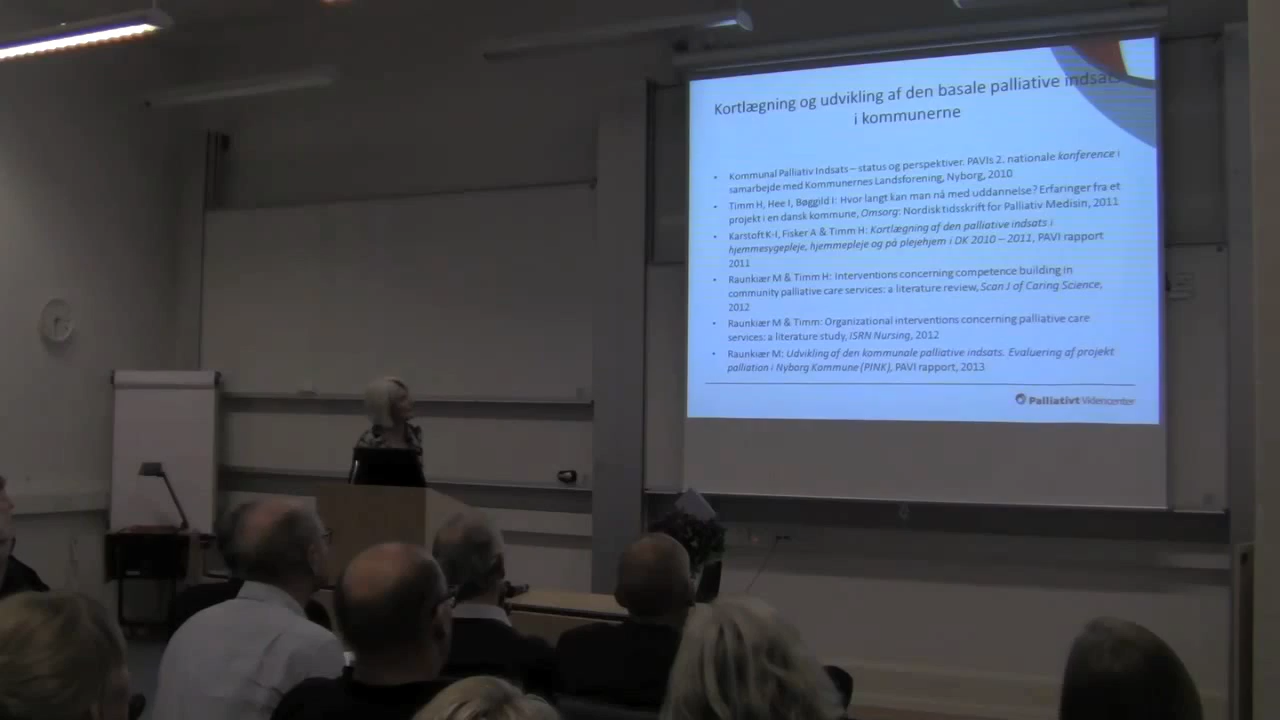 Kortlægning og udvikling af den basale palliative indsats
i kommunerne
• Kommunal Palliativ Indsats – status og perspektiver. PAVIs 2. nationale konference i
samarbejde med Kommunernes Landsforening, Nyborg, 2010
• Timm H, Hee I, Bøggild I: Hvor langt kan man nå med uddannelse? Erfaringer fra et
projekt i en dansk kommune, Omsorg: Nordisk tidsskrift for Palliativ Medisin, 2011
• Karstoft K-I, Fisker A & Timm H: Kortlægning af den palliative indsats i
hjemmesygepleje, hjemmepleje og på plejehjem i DK 2010 – 2011, PAVI rapport
2011
• Raunkiær M & Timm H: Interventions concerning competence building in
community palliative care services: a literature review, Scan J of Caring Science,
2012
• Raunkiær M & Timm: Organizational interventions concerning palliative care
services: a literature study, ISRN Nursing, 2012
• Raunkiær M: Udvikling af den kommunale palliative indsats. Evaluering af projekt
palliation i Nyborg Kommune (PINK), PAVI rapport, 2013
Palliativt Videncenter